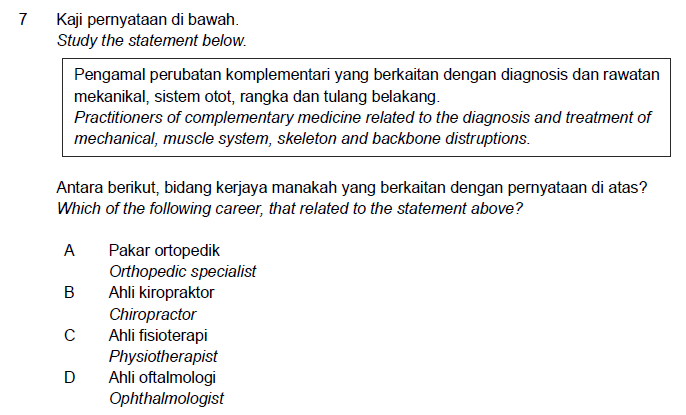 7 Kaji pernyataan di bawah.
Study the statement below.
Pengamal perubatan komplementari yang berkaitan dengan diagnosis dan rawatan
mekanikal, sistem otot, rangka dan tulang belakang.
Practitioners of complementary medicine related to the diagnosis and treatment of
mechanical, muscle system, skeleton and backbone distruptions.
Antara berikut, bidang kerjaya manakah yang berkaitan dengan pernyataan di atas?
Which of the following career, that related to the statement above?
A Pakar ortopedik
Orthopedic specialist
B Ahli kiropraktor
Chiropractor
C Ahli fisioterapi
Physiotherapist
D Ahli oftalmologi
Ophthalmologist